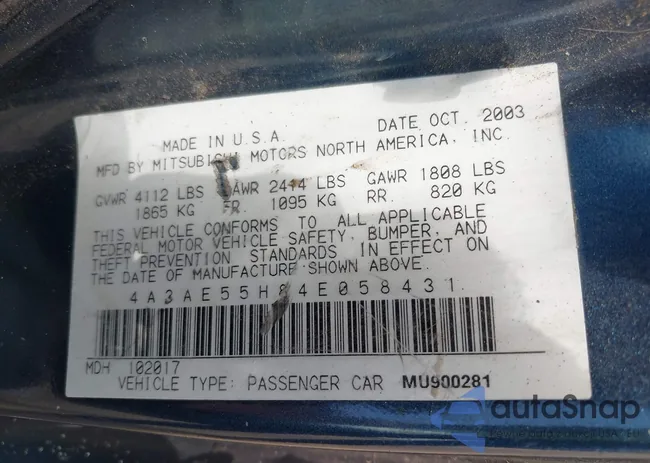 MADE IN U.S.A. DATE OCT. 2003
MFD BY MITSUBISHI MOTORS NORTH AMERICA, INC.
GVWR 4112 LBS GAWR 2414 LBS GAWR 1808 LBS
1865 KG FR. 1095 KG RR. 820 KG
THIS VEHICLE CONFORMS TO ALL APPLICABLE
FEDERAL MOTOR VEHICLE SAFETY, BUMPER, AND
THEFT PREVENTION STANDARDS IN EFFECT ON
THE DATE OF MANUFACTURE SHOWN ABOVE.
4A3AE55H84E058431
MDH 102017
VEHICLE TYPE: PASSENGER CAR MU900281
autoSnap